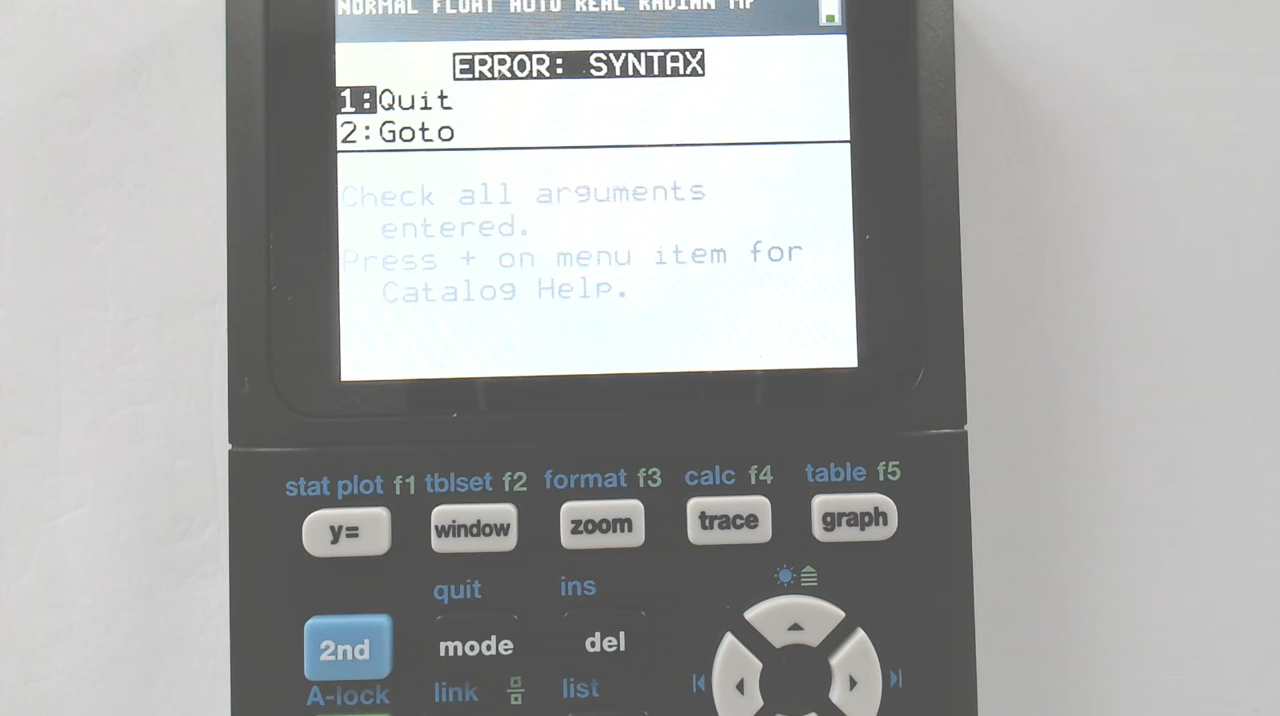 NORMAL FLOAT AUTO REAL RADIAN MP
ERROR: SYNTAX
1:Quit
2:Goto
Check all arguments
entered.
Press + on menu item for
Catalog Help.
stat plot f1 tblset f2 format f3 calc f4 table f5
y= window zoom trace graph
quit ins
2nd mode del
A-lock link list